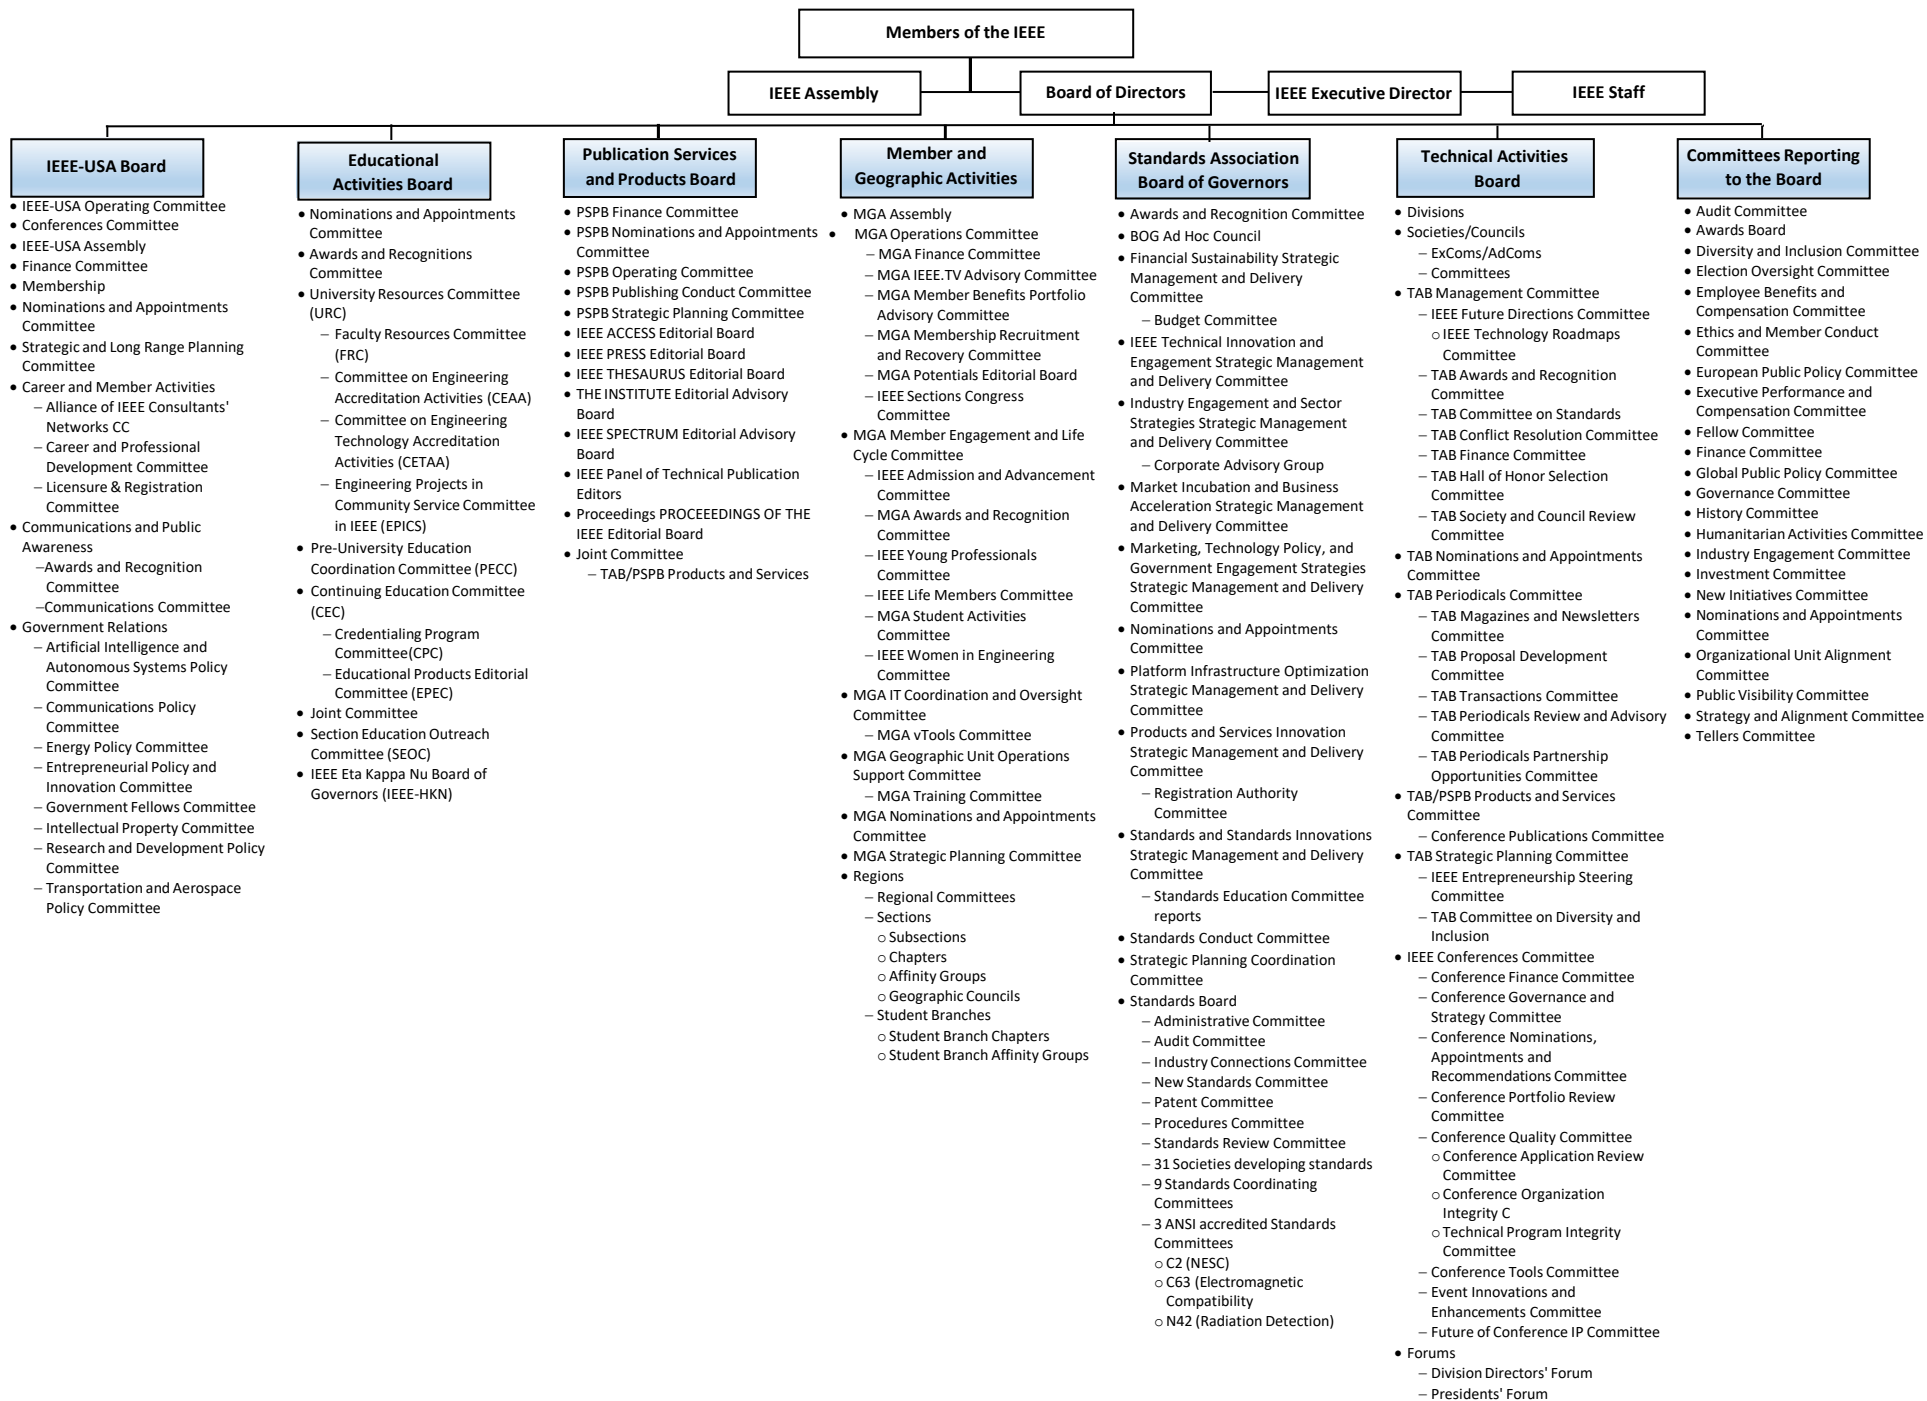 Members of the IEEE
IEEE Assembly
Board of Directors
IEEE Executive Director
IEEE Staff
IEEE-USA Board
• IEEE-USA Operating Committee
• Conferences Committee
• IEEE-USA Assembly
• Finance Committee
• Membership
• Nominations and Appointments
Committee
• Strategic and Long Range Planning
Committee
• Career and Member Activities
– Alliance of IEEE Consultants'
Networks CC
– Career and Professional
Development Committee
– Licensure & Registration
Committee
• Communications and Public
Awareness
–Awards and Recognition
Committee
–Communications Committee
• Government Relations
– Artificial Intelligence and
Autonomous Systems Policy
Committee
– Communications Policy
Committee
– Energy Policy Committee
– Entrepreneurial Policy and
Innovation Committee
– Government Fellows Committee
– Intellectual Property Committee
– Research and Development Policy
Committee
– Transportation and Aerospace
Policy Committee
Educational
Activities Board
• Nominations and Appointments
Committee
• Awards and Recognitions
Committee
• University Resources Committee
(URC)
– Faculty Resources Committee
(FRC)
– Committee on Engineering
Accreditation Activities (CEAA)
– Committee on Engineering
Technology Accreditation
Activities (CETAA)
– Engineering Projects in
Community Service Committee
in IEEE (EPICS)
• Pre-University Education
Coordination Committee (PECC)
• Continuing Education Committee
(CEC)
– Credentialing Program
Committee(CPC)
– Educational Products Editorial
Committee (EPEC)
• Joint Committee
• Section Education Outreach
Committee (SEOC)
• IEEE Eta Kappa Nu Board of
Governors (IEEE-HKN)
Publication Services
and Products Board
• PSPB Finance Committee
• PSPB Nominations and Appointments
Committee
• PSPB Operating Committee
• PSPB Publishing Conduct Committee
• PSPB Strategic Planning Committee
• IEEE ACCESS Editorial Board
• IEEE PRESS Editorial Board
• IEEE THESAURUS Editorial Board
• THE INSTITUTE Editorial Advisory
Board
• IEEE SPECTRUM Editorial Advisory
Board
• IEEE Panel of Technical Publication
Editors
• Proceedings PROCEEEDINGS OF THE
IEEE Editorial Board
• Joint Committee
– TAB/PSPB Products and Services
Member and
Geographic Activities
• MGA Assembly
• MGA Operations Committee
– MGA Finance Committee
– MGA IEEE.TV Advisory Committee
– MGA Member Benefits Portfolio
Advisory Committee
– MGA Membership Recruitment
and Recovery Committee
– MGA Potentials Editorial Board
– IEEE Sections Congress
Committee
• MGA Member Engagement and Life
Cycle Committee
– IEEE Admission and Advancement
Committee
– MGA Awards and Recognition
Committee
– IEEE Young Professionals
Committee
– IEEE Life Members Committee
– MGA Student Activities
Committee
– IEEE Women in Engineering
Committee
• MGA IT Coordination and Oversight
Committee
– MGA vTools Committee
• MGA Geographic Unit Operations
Support Committee
– MGA Training Committee
• MGA Nominations and Appointments
Committee
• MGA Strategic Planning Committee
• Regions
– Regional Committees
– Sections
○ Subsections
○ Chapters
○ Affinity Groups
○ Geographic Councils
– Student Branches
○ Student Branch Chapters
○ Student Branch Affinity Groups
Standards Association
Board of Governors
• Awards and Recognition Committee
• BOG Ad Hoc Council
• Financial Sustainability Strategic
Management and Delivery
Committee
– Budget Committee
• IEEE Technical Innovation and
Engagement Strategic Management
and Delivery Committee
• Industry Engagement and Sector
Strategies Strategic Management
and Delivery Committee
– Corporate Advisory Group
• Market Incubation and Business
Acceleration Strategic Management
and Delivery Committee
• Marketing, Technology Policy, and
Government Engagement Strategies
Strategic Management and Delivery
Committee
• Nominations and Appointments
Committee
• Platform Infrastructure Optimization
Strategic Management and Delivery
Committee
• Products and Services Innovation
Strategic Management and Delivery
Committee
– Registration Authority
Committee
• Standards and Standards Innovations
Strategic Management and Delivery
Committee
– Standards Education Committee
reports
• Standards Conduct Committee
• Strategic Planning Coordination
Committee
• Standards Board
– Administrative Committee
– Audit Committee
– Industry Connections Committee
– New Standards Committee
– Patent Committee
– Procedures Committee
– Standards Review Committee
– 31 Societies developing standards
– 9 Standards Coordinating
Committees
– 3 ANSI accredited Standards
Committees
○ C2 (NESC)
○ C63 (Electromagnetic
Compatibility
○ N42 (Radiation Detection)
Technical Activities
Board
• Divisions
• Societies/Councils
– ExComs/AdComs
– Committees
• TAB Management Committee
– IEEE Future Directions Committee
○ IEEE Technology Roadmaps
Committee
– TAB Awards and Recognition
Committee
– TAB Committee on Standards
– TAB Conflict Resolution Committee
– TAB Finance Committee
– TAB Hall of Honor Selection
Committee
– TAB Society and Council Review
Committee
• TAB Nominations and Appointments
Committee
• TAB Periodicals Committee
– TAB Magazines and Newsletters
Committee
– TAB Proposal Development
Committee
– TAB Transactions Committee
– TAB Periodicals Review and Advisory
Committee
– TAB Periodicals Partnership
Opportunities Committee
• TAB/PSPB Products and Services
Committee
– Conference Publications Committee
• TAB Strategic Planning Committee
– IEEE Entrepreneurship Steering
Committee
– TAB Committee on Diversity and
Inclusion
• IEEE Conferences Committee
– Conference Finance Committee
– Conference Governance and
Strategy Committee
– Conference Nominations,
Appointments and
Recommendations Committee
– Conference Portfolio Review
Committee
– Conference Quality Committee
○ Conference Application Review
Committee
○ Conference Organization
Integrity C
○ Technical Program Integrity
Committee
– Conference Tools Committee
– Event Innovations and
Enhancements Committee
– Future of Conference IP Committee
• Forums
– Division Directors' Forum
– Presidents' Forum
Committees Reporting
to the Board
• Audit Committee
• Awards Board
• Diversity and Inclusion Committee
• Election Oversight Committee
• Employee Benefits and
Compensation Committee
• Ethics and Member Conduct
Committee
• European Public Policy Committee
• Executive Performance and
Compensation Committee
• Fellow Committee
• Finance Committee
• Global Public Policy Committee
• Governance Committee
• History Committee
• Humanitarian Activities Committee
• Industry Engagement Committee
• Investment Committee
• New Initiatives Committee
• Nominations and Appointments
Committee
• Organizational Unit Alignment
Committee
• Public Visibility Committee
• Strategy and Alignment Committee
• Tellers Committee